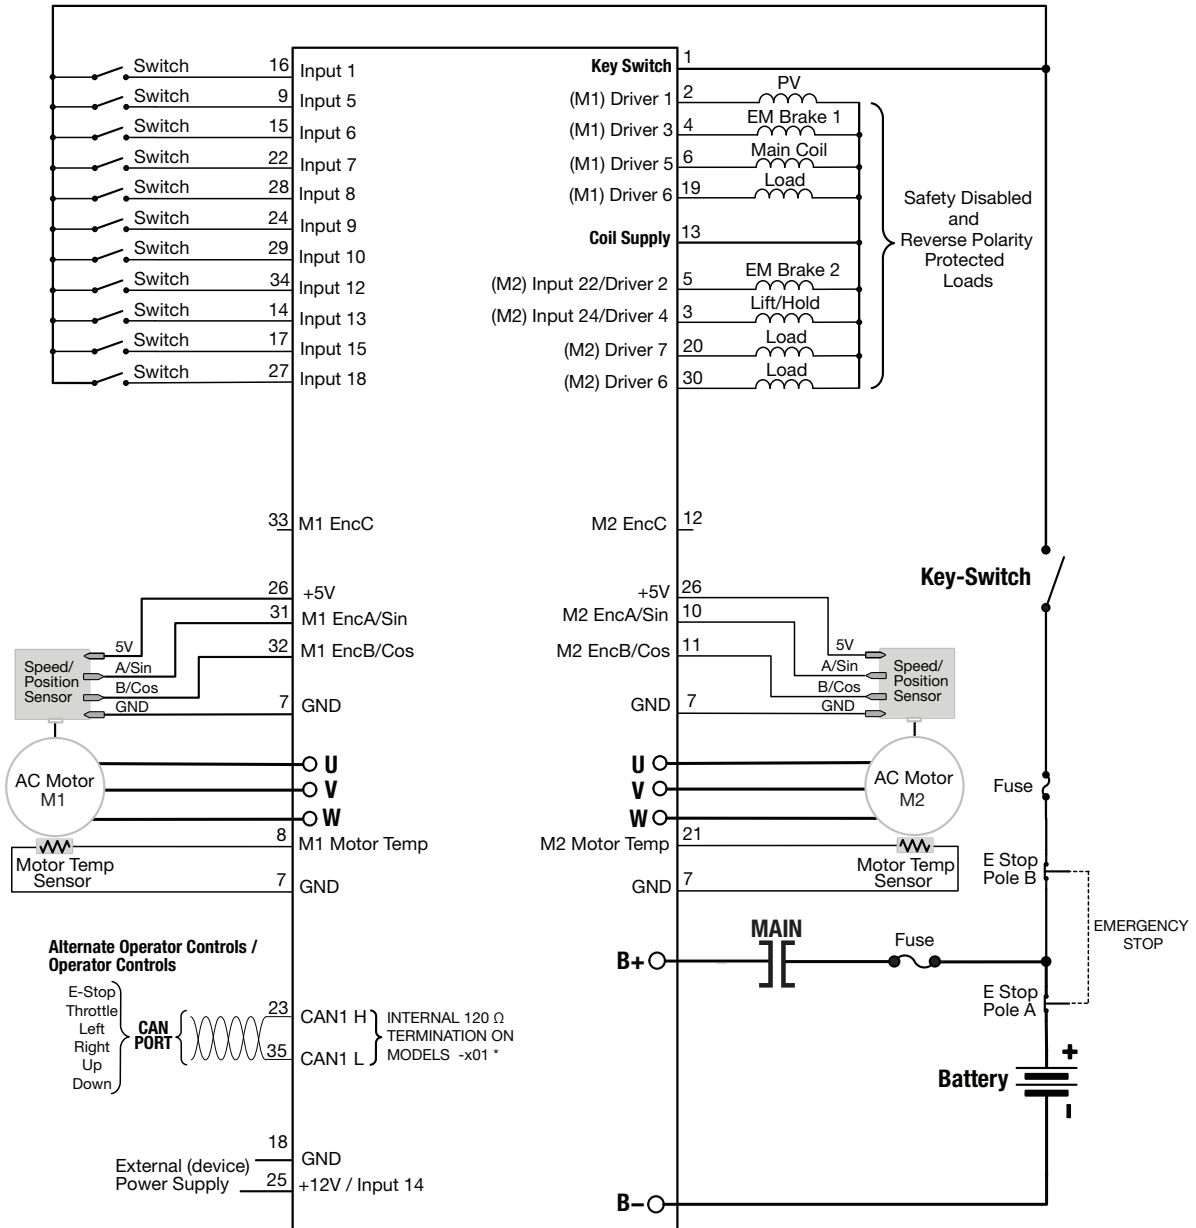 Switch 16 Input 1
Switch 9 Input 5
Switch 15 Input 6
Switch 22 Input 7
Switch 28 Input 8
Switch 24 Input 9
Switch 29 Input 10
Switch 34 Input 12
Switch 14 Input 13
Switch 17 Input 15
Switch 27 Input 18
Key Switch 1
(M1) Driver 1 2 PV
(M1) Driver 3 4 EM Brake 1
(M1) Driver 5 6 Main Coil
(M1) Driver 6 19 Load
Coil Supply 13
(M2) Input 22/Driver 2 5 EM Brake 2
(M2) Input 24/Driver 4 3 Lift/Hold
(M2) Driver 7 20 Load
(M2) Driver 6 30 Load
Safety Disabled
and
Reverse Polarity
Protected
Loads
33 M1 EncC
26 +5V
31 M1 EncA/Sin
32 M1 EncB/Cos
7 GND
5V
A/Sin
B/Cos
GND
Speed/
Position
Sensor
AC Motor
M1
U
V
W
8 M1 Motor Temp
Motor Temp
Sensor
7 GND
M2 EncC 12
+5V 26
M2 EncA/Sin 10
M2 EncB/Cos 11
GND 7
5V
A/Sin
B/Cos
GND
Speed/
Position
Sensor
AC Motor
M2
U
V
W
M2 Motor Temp 21
Motor Temp
Sensor
GND 7
Key-Switch
Fuse
E Stop
Pole B
EMERGENCY
STOP
E Stop
Pole A
B+
MAIN
Fuse
Battery
+
-
B-
Alternate Operator Controls /
Operator Controls
E-Stop
Throttle
Left
Right
Up
Down
CAN
PORT
23 CAN1 H
35 CAN1 L
INTERNAL 120 Ω
TERMINATION ON
MODELS -x01 *
18 GND
External (device)
Power Supply
25 +12V / Input 14